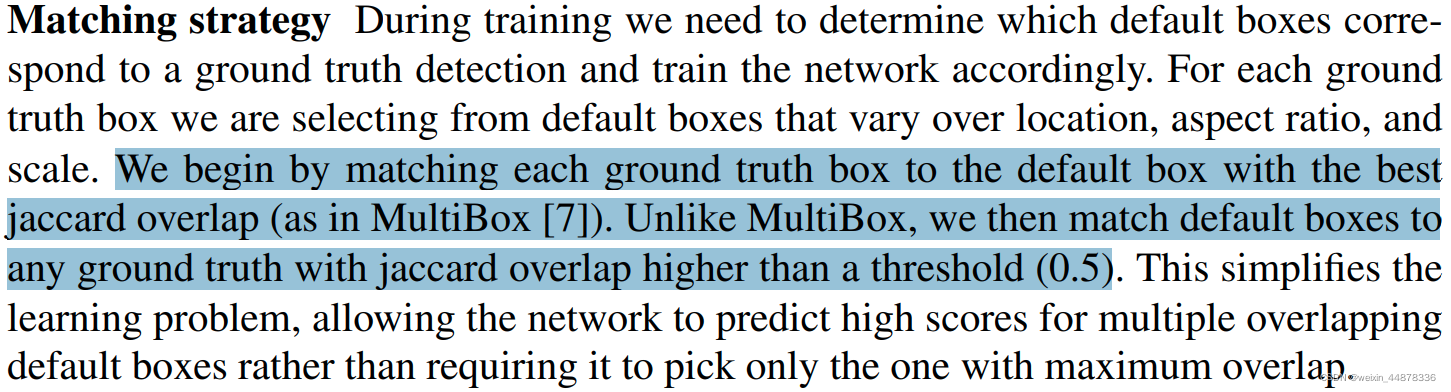 Matching strategy During training we need to determine which default boxes corre-
spond to a ground truth detection and train the network accordingly. For each ground
truth box we are selecting from default boxes that vary over location, aspect ratio, and
scale. We begin by matching each ground truth box to the default box with the best
jaccard overlap (as in MultiBox [7]). Unlike MultiBox, we then match default boxes to
any ground truth with jaccard overlap higher than a threshold (0.5). This simplifies the
learning problem, allowing the network to predict high scores for multiple overlapping
default boxes rather than requiring it to pick only the one with maximum overlap.
CSDN @weixin_44878336